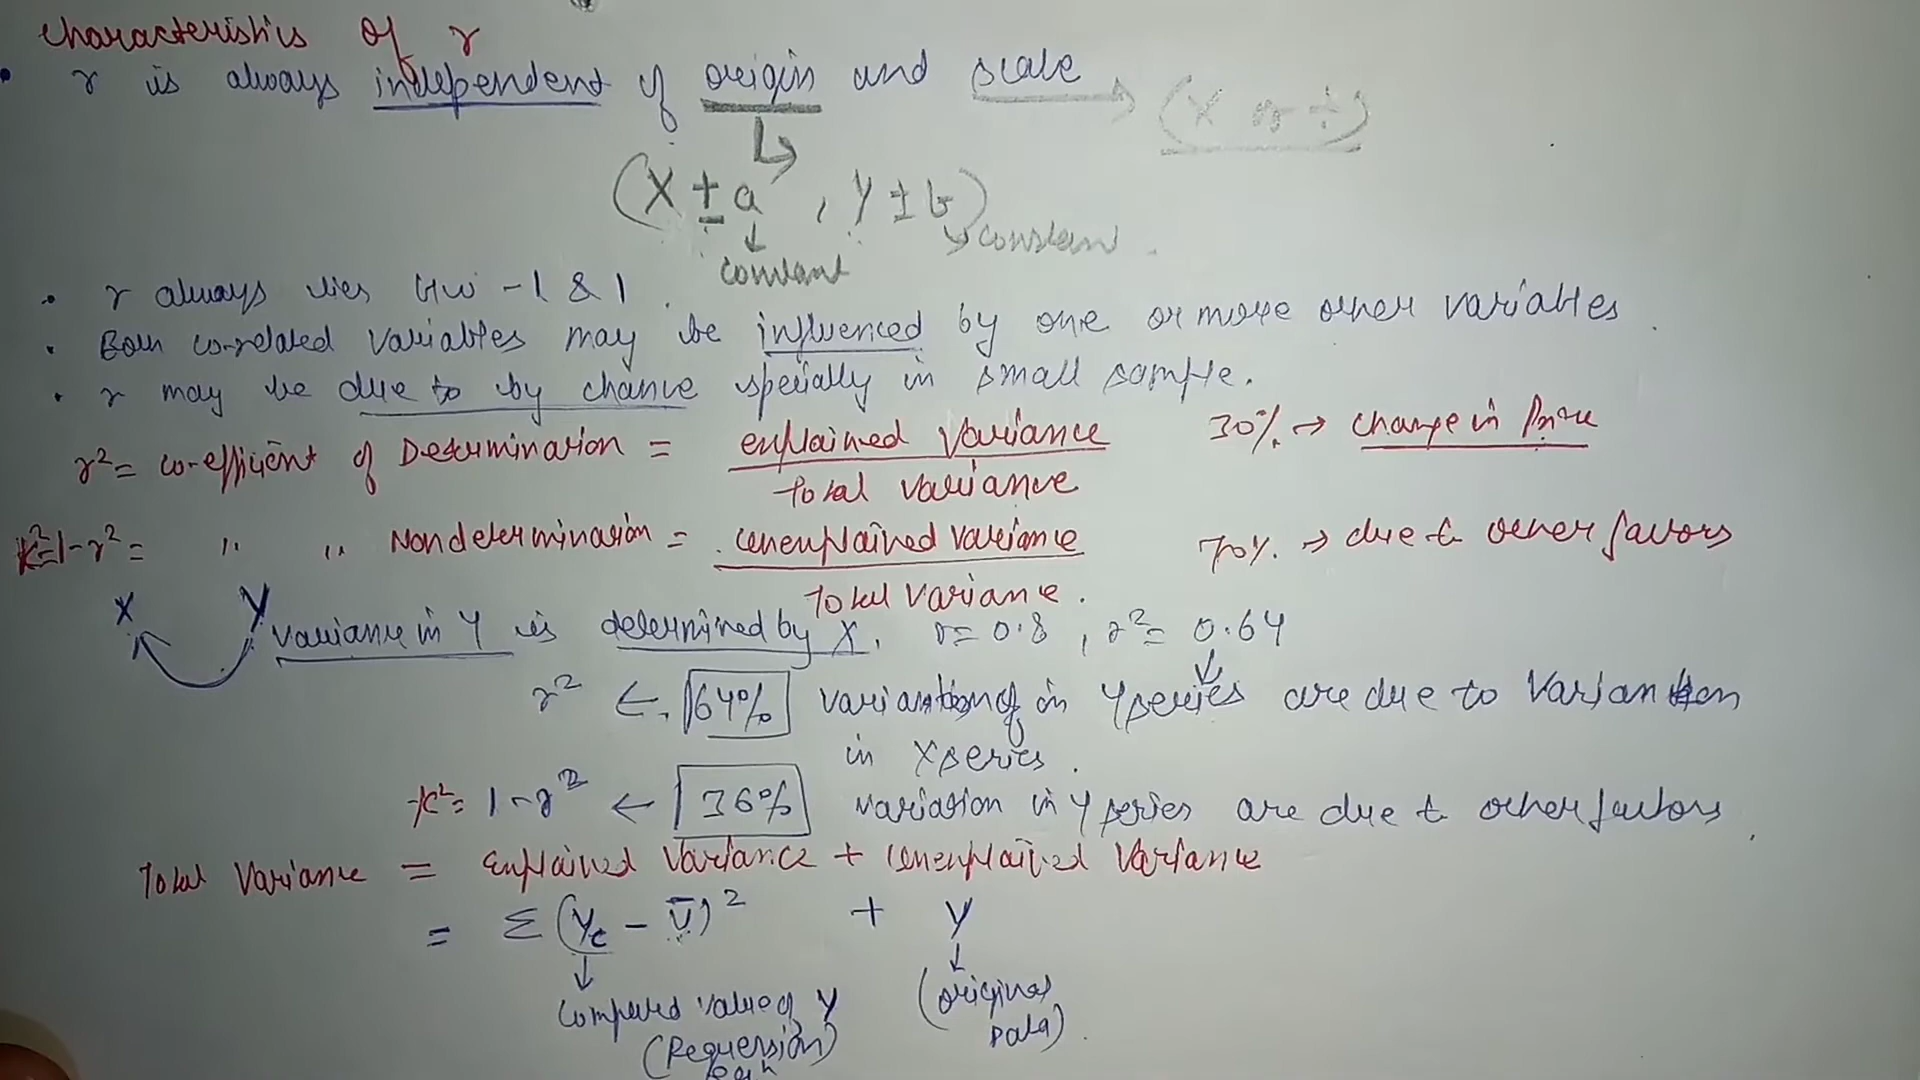 characteristics of r
• r is always independent of origin and scale → (× or ÷)
(X ± a , Y ± b)
constant
constant
• r always lies btw -1 & 1 .
• Both co-related variables may be influenced by one or more other variables .
• r may be due to by chance specially in small sample.
r² = co-efficient of Determination = explained variance / total variance
30% → change in Price
k²=1-r² = " " Nondetermination = unexplained variance / Total variance .
70% → due to other factors
X Y
variance in Y is determined by X. r = 0.8 , r² = 0.64
r² ← 64% variation in Y series are due to variation
in X series .
k² = 1-r² ← 36% variation in Y series are due to other factors .
Total Variance = Explained Variance + Unexplained Variance
= Σ (Yc - Ȳ)² + Y
Computed value of Y (original
(Regression Data) .